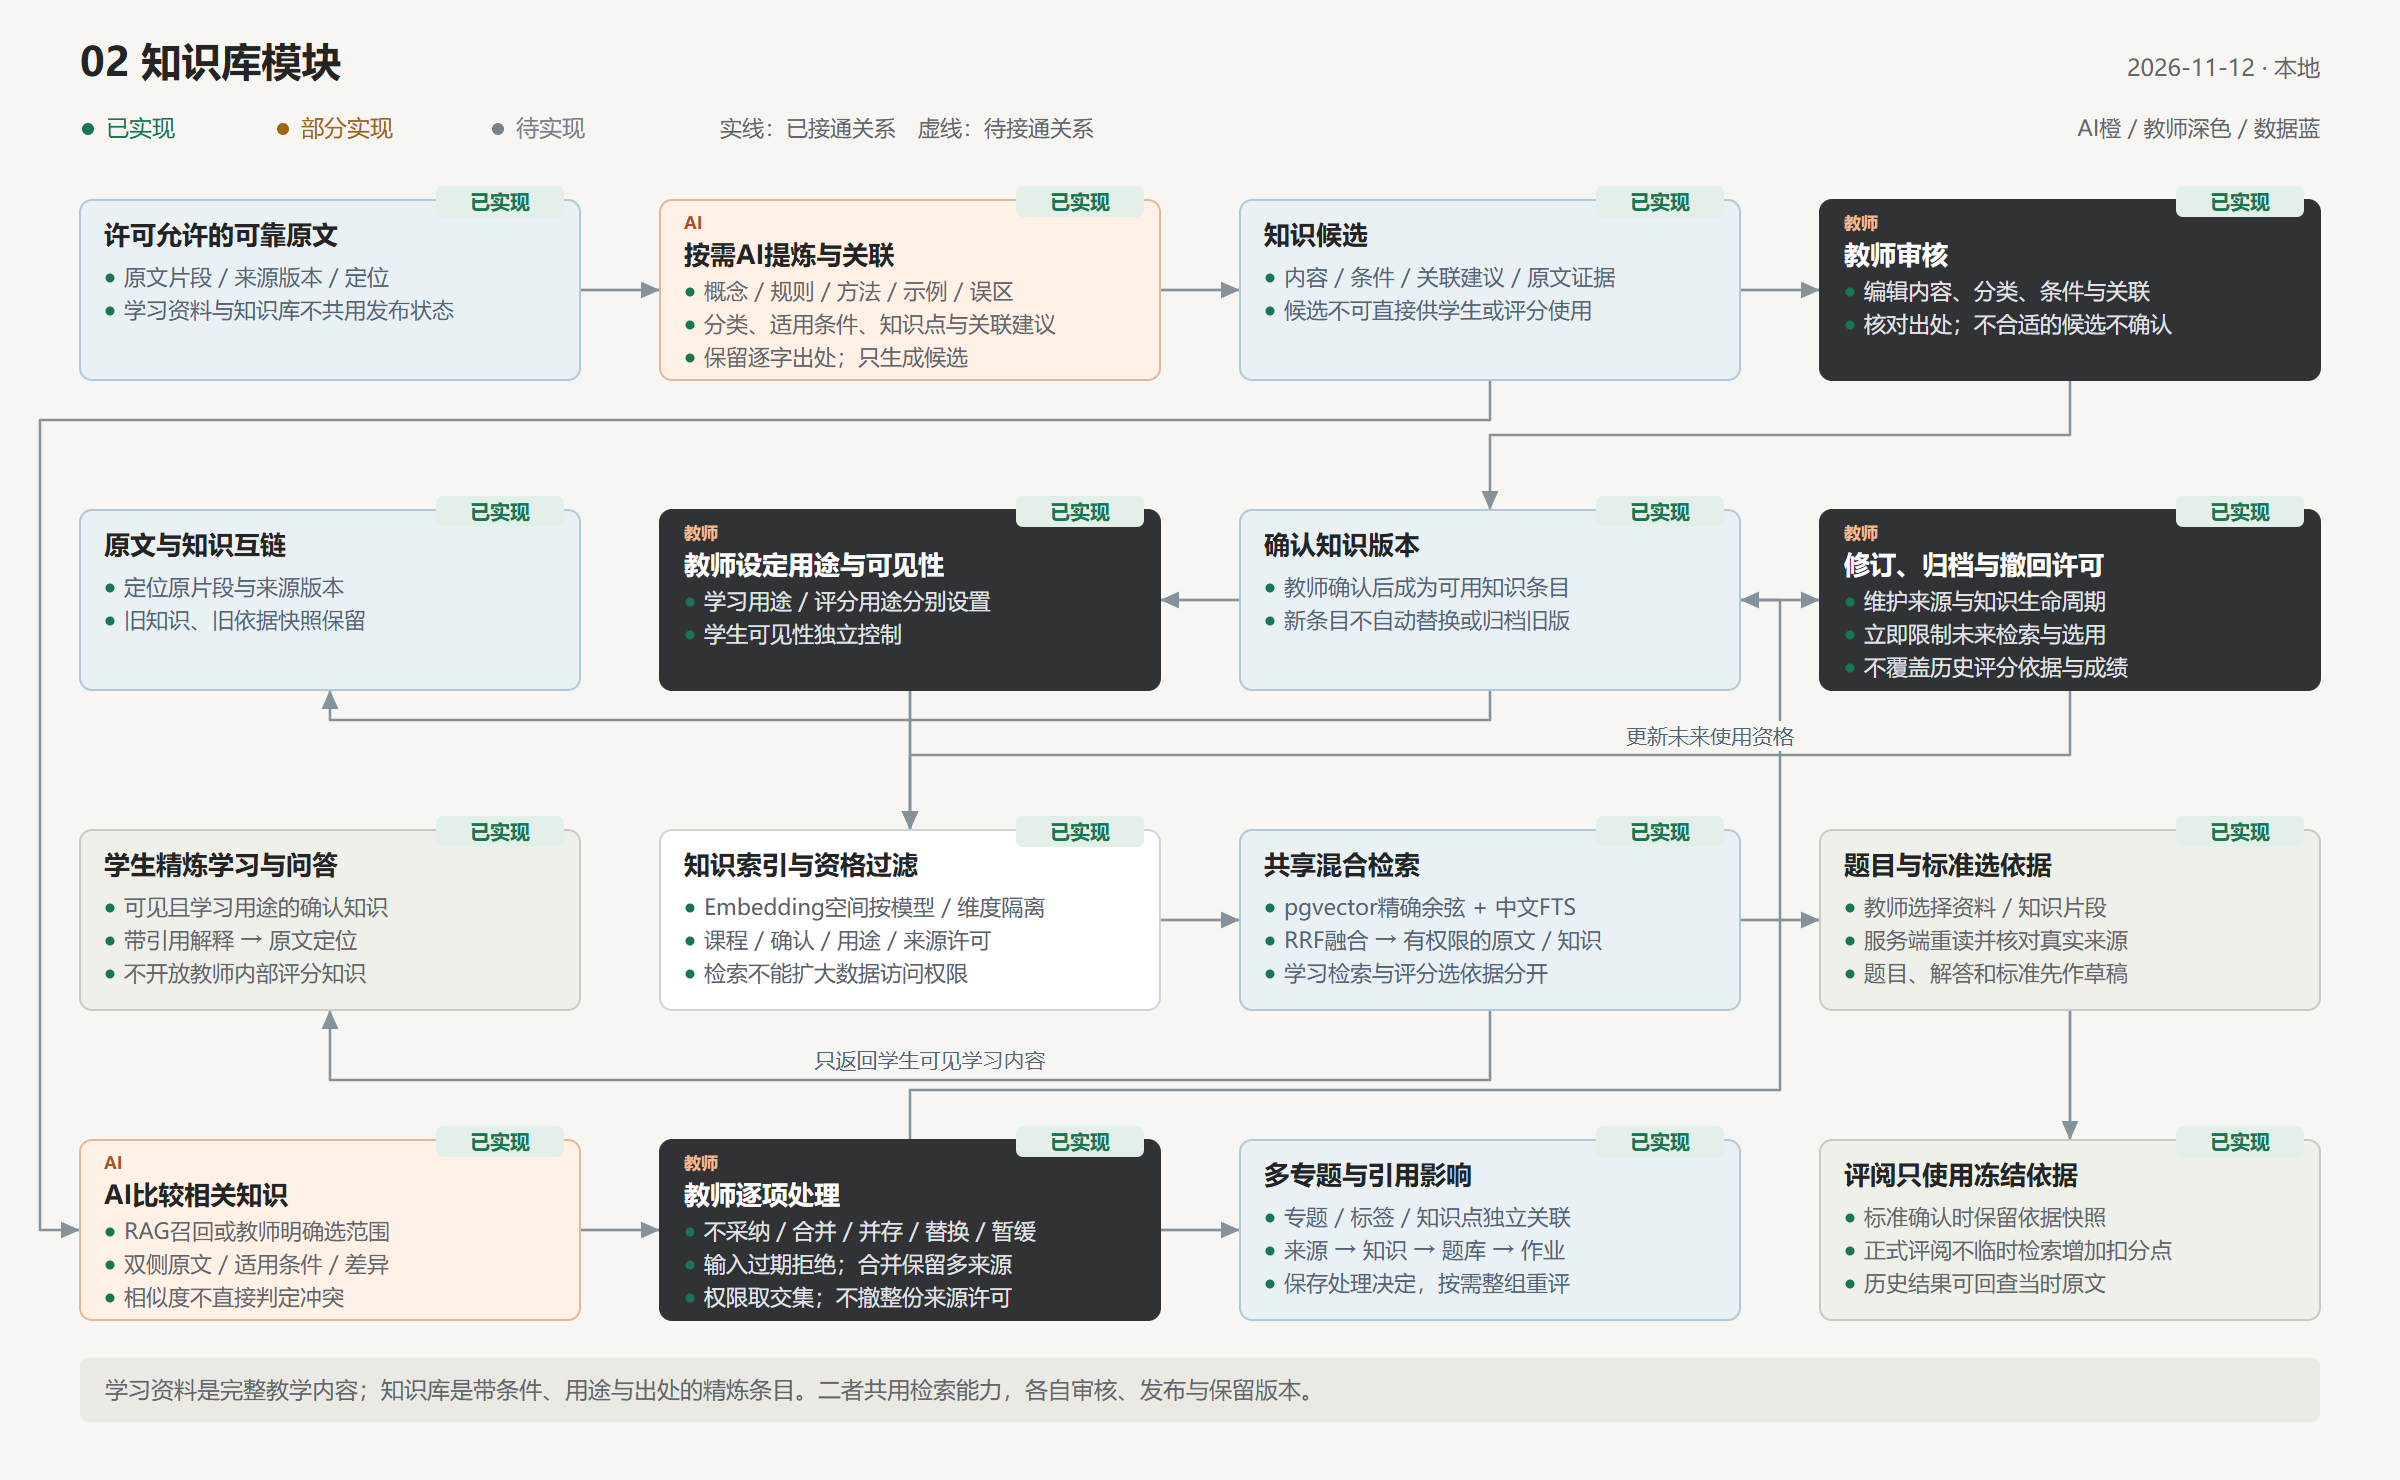 02 知识库模块
2026-11-12 · 本地
已实现
部分实现
待实现
实线：已接通关系 虚线：待接通关系
AI橙 / 教师深色 / 数据蓝
已实现
许可允许的可靠原文
原文片段 / 来源版本 / 定位
学习资料与知识库不共用发布状态
已实现
AI
按需AI提炼与关联
概念 / 规则 / 方法 / 示例 / 误区
分类、适用条件、知识点与关联建议
保留逐字出处；只生成候选
已实现
知识候选
内容 / 条件 / 关联建议 / 原文证据
候选不可直接供学生或评分使用
已实现
教师
教师审核
编辑内容、分类、条件与关联
核对出处；不合适的候选不确认
已实现
原文与知识互链
定位原片段与来源版本
旧知识、旧依据快照保留
已实现
教师
教师设定用途与可见性
学习用途 / 评分用途分别设置
学生可见性独立控制
已实现
确认知识版本
教师确认后成为可用知识条目
新条目不自动替换或归档旧版
已实现
教师
修订、归档与撤回许可
维护来源与知识生命周期
立即限制未来检索与选用
不覆盖历史评分依据与成绩
更新未来使用资格
已实现
学生精炼学习与问答
可见且学习用途的确认知识
带引用解释 → 原文定位
不开放教师内部评分知识
已实现
知识索引与资格过滤
Embedding空间按模型 / 维度隔离
课程 / 确认 / 用途 / 来源许可
检索不能扩大数据访问权限
已实现
共享混合检索
pgvector精确余弦 + 中文FTS
RRF融合 → 有权限的原文 / 知识
学习检索与评分选依据分开
已实现
题目与标准选依据
教师选择资料 / 知识片段
服务端重读并核对真实来源
题目、解答和标准先作草稿
只返回学生可见学习内容
已实现
AI
AI比较相关知识
RAG召回或教师明确选范围
双侧原文 / 适用条件 / 差异
相似度不直接判定冲突
已实现
教师
教师逐项处理
不采纳 / 合并 / 并存 / 替换 / 暂缓
输入过期拒绝；合并保留多来源
权限取交集；不撤整份来源许可
已实现
多专题与引用影响
专题 / 标签 / 知识点独立关联
来源 → 知识 → 题库 → 作业
保存处理决定，按需整组重评
已实现
评阅只使用冻结依据
标准确认时保留依据快照
正式评阅不临时检索增加扣分点
历史结果可回查当时原文
学习资料是完整教学内容；知识库是带条件、用途与出处的精炼条目。二者共用检索能力，各自审核、发布与保留版本。